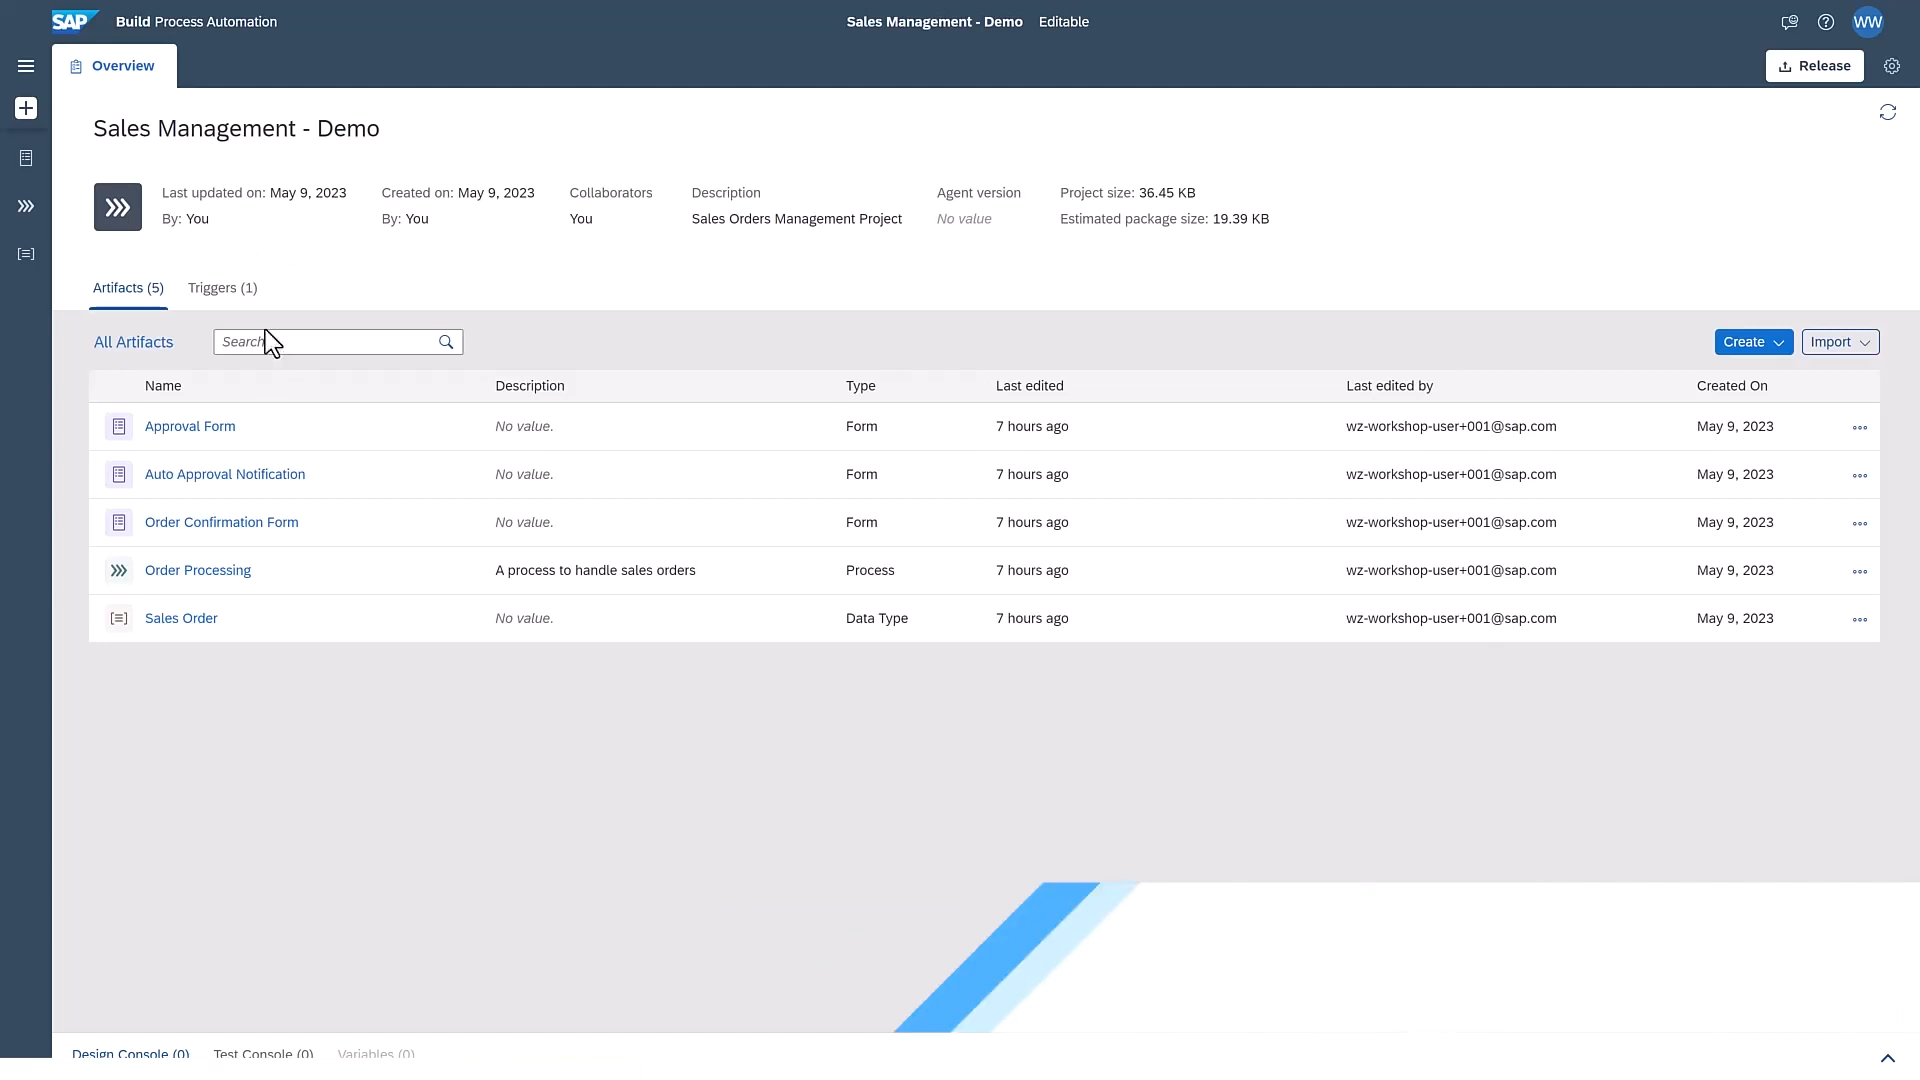 SAP Build Process Automation Sales Management - Demo Editable WW
Overview Release
Sales Management - Demo
Last updated on: May 9, 2023 Created on: May 9, 2023 Collaborators Description Agent version Project size: 36.45 KB
By: You By: You You Sales Orders Management Project No value Estimated package size: 19.39 KB
Artifacts (5) Triggers (1)
All Artifacts Search Create Import
Name Description Type Last edited Last edited by Created On
Approval Form No value. Form 7 hours ago wz-workshop-user+001@sap.com May 9, 2023
Auto Approval Notification No value. Form 7 hours ago wz-workshop-user+001@sap.com May 9, 2023
Order Confirmation Form No value. Form 7 hours ago wz-workshop-user+001@sap.com May 9, 2023
Order Processing A process to handle sales orders Process 7 hours ago wz-workshop-user+001@sap.com May 9, 2023
Sales Order No value. Data Type 7 hours ago wz-workshop-user+001@sap.com May 9, 2023
Design Console (0) Test Console (0) Variables (0)